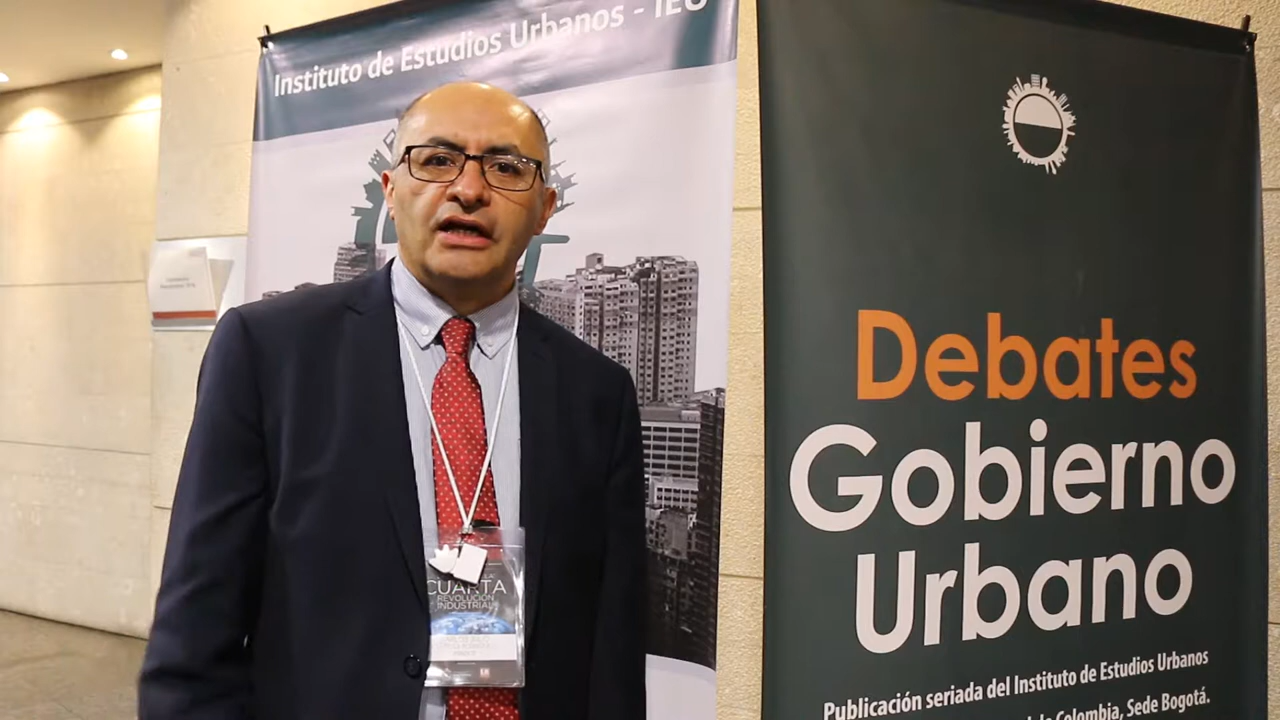 Instituto de Estudios Urbanos - IEU
Debates
Gobierno
Urbano
Publicación seriada del Instituto de Estudios Urbanos
Colombia, Sede Bogotá.
CUARTA
REVOLUCIÓN
INDUSTRIAL